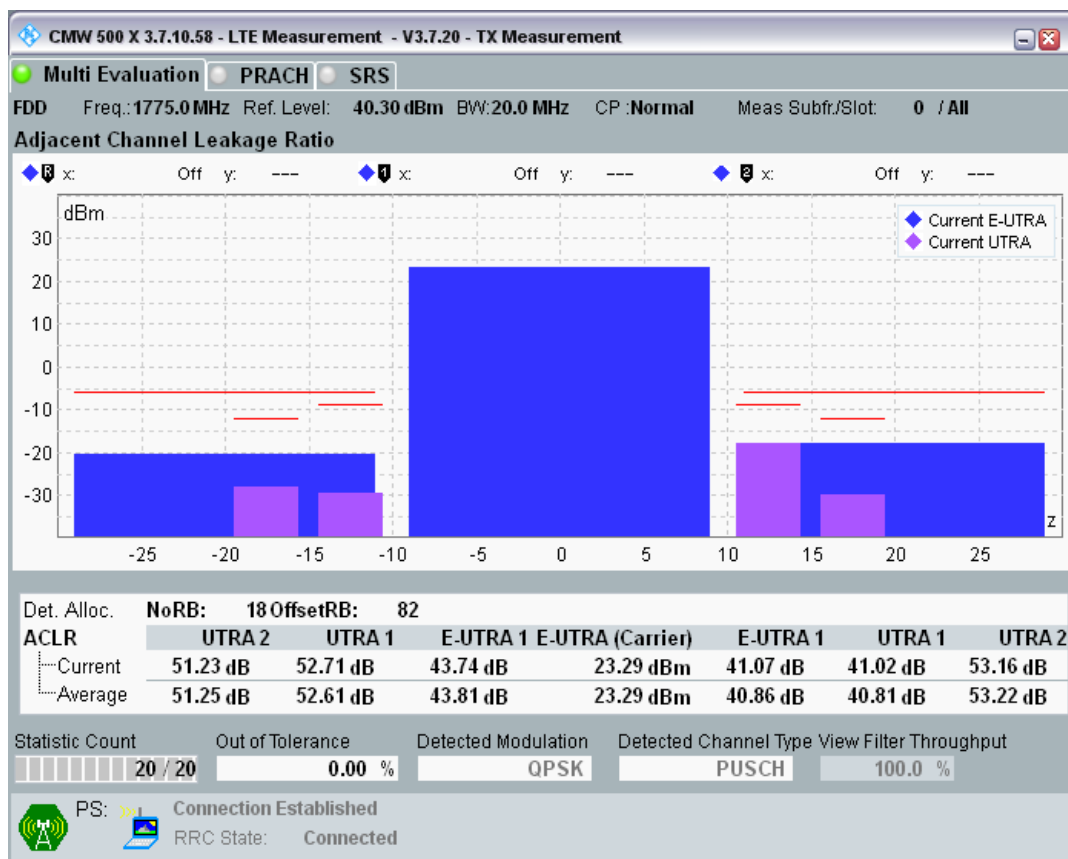 CMW 500 X 3.7.10.58 - LTE Measurement - V3.7.20 - TX Measurement
Multi Evaluation PRACH SRS
FDD Freq.: 1775.0 MHz Ref. Level: 40.30 dBm BW: 20.0 MHz CP : Normal Meas Subfr./Slot: 0 / All
Adjacent Channel Leakage Ratio
R x: Off y: --- 1 x: Off y: --- 2 x: Off y: ---
dBm
Current E-UTRA
Current UTRA
30
20
10
0
-10
-20
-30
z
-25 -20 -15 -10 -5 0 5 10 15 20 25
Det. Alloc. NoRB: 18 OffsetRB: 82
ACLR UTRA 2 UTRA 1 E-UTRA 1 E-UTRA (Carrier) E-UTRA 1 UTRA 1 UTRA 2
Current 51.23 dB 52.71 dB 43.74 dB 23.29 dBm 41.07 dB 41.02 dB 53.16 dB
Average 51.25 dB 52.61 dB 43.81 dB 23.29 dBm 40.86 dB 40.81 dB 53.22 dB
Statistic Count Out of Tolerance Detected Modulation Detected Channel Type View Filter Throughput
20 / 20 0.00 % QPSK PUSCH 100.0 %
PS: Connection Established
RRC State: Connected